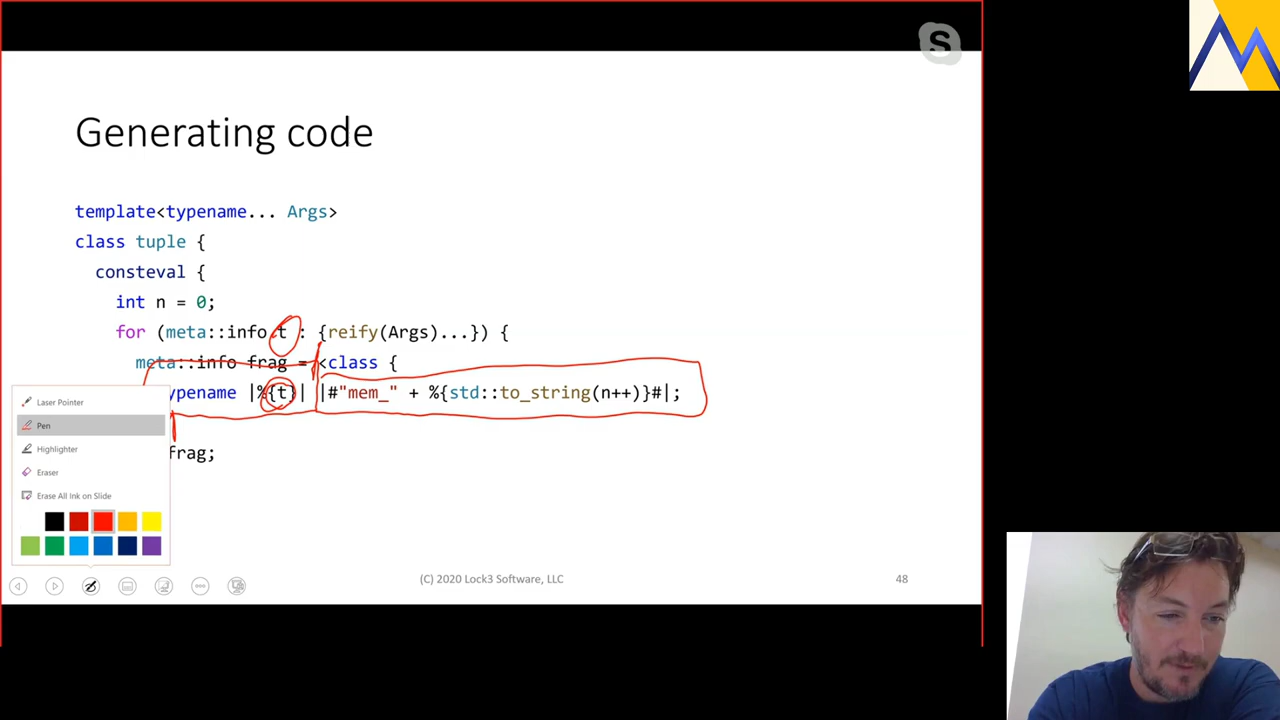 S
Generating code
template<typename... Args>
class tuple {
consteval {
int n = 0;
for (meta::info t : {reify(Args)...}) {
meta::info frag = <class {
typename |%{t}| |#"mem_" + %{std::to_string(n++)}#|;
frag;
Laser Pointer
Pen
Highlighter
Eraser
Erase All Ink on Slide
(C) 2020 Lock3 Software, LLC
48